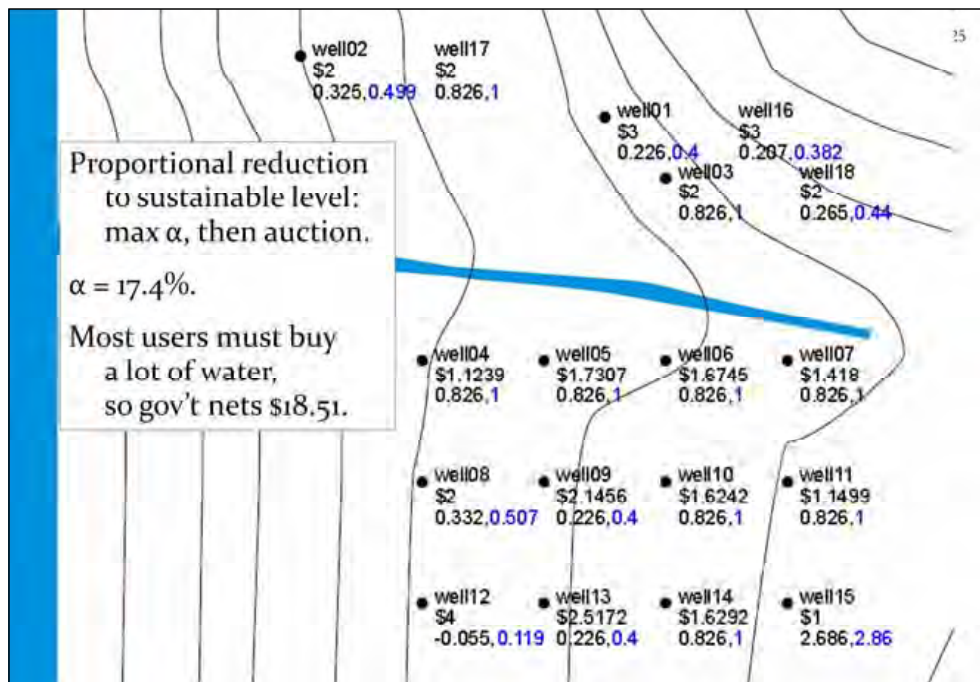 25
well02
$2
0.325,0.499
well17
$2
0.826,1
well01
$3
0.226,0.4
well16
$3
0.207,0.382
well03
$2
0.826,1
well18
$2
0.265,0.44
Proportional reduction
to sustainable level:
max α, then auction.
α = 17.4%.
Most users must buy
a lot of water,
so gov't nets $18.51.
well04
$1.1239
0.826,1
well05
$1.7307
0.826,1
well06
$1.6745
0.826,1
well07
$1.418
0.826,1
well08
$2
0.332,0.507
well09
$2.1456
0.226,0.4
well10
$1.6242
0.826,1
well11
$1.1499
0.826,1
well12
$4
-0.055,0.119
well13
$2.5172
0.226,0.4
well14
$1.6292
0.826,1
well15
$1
2.686,2.86